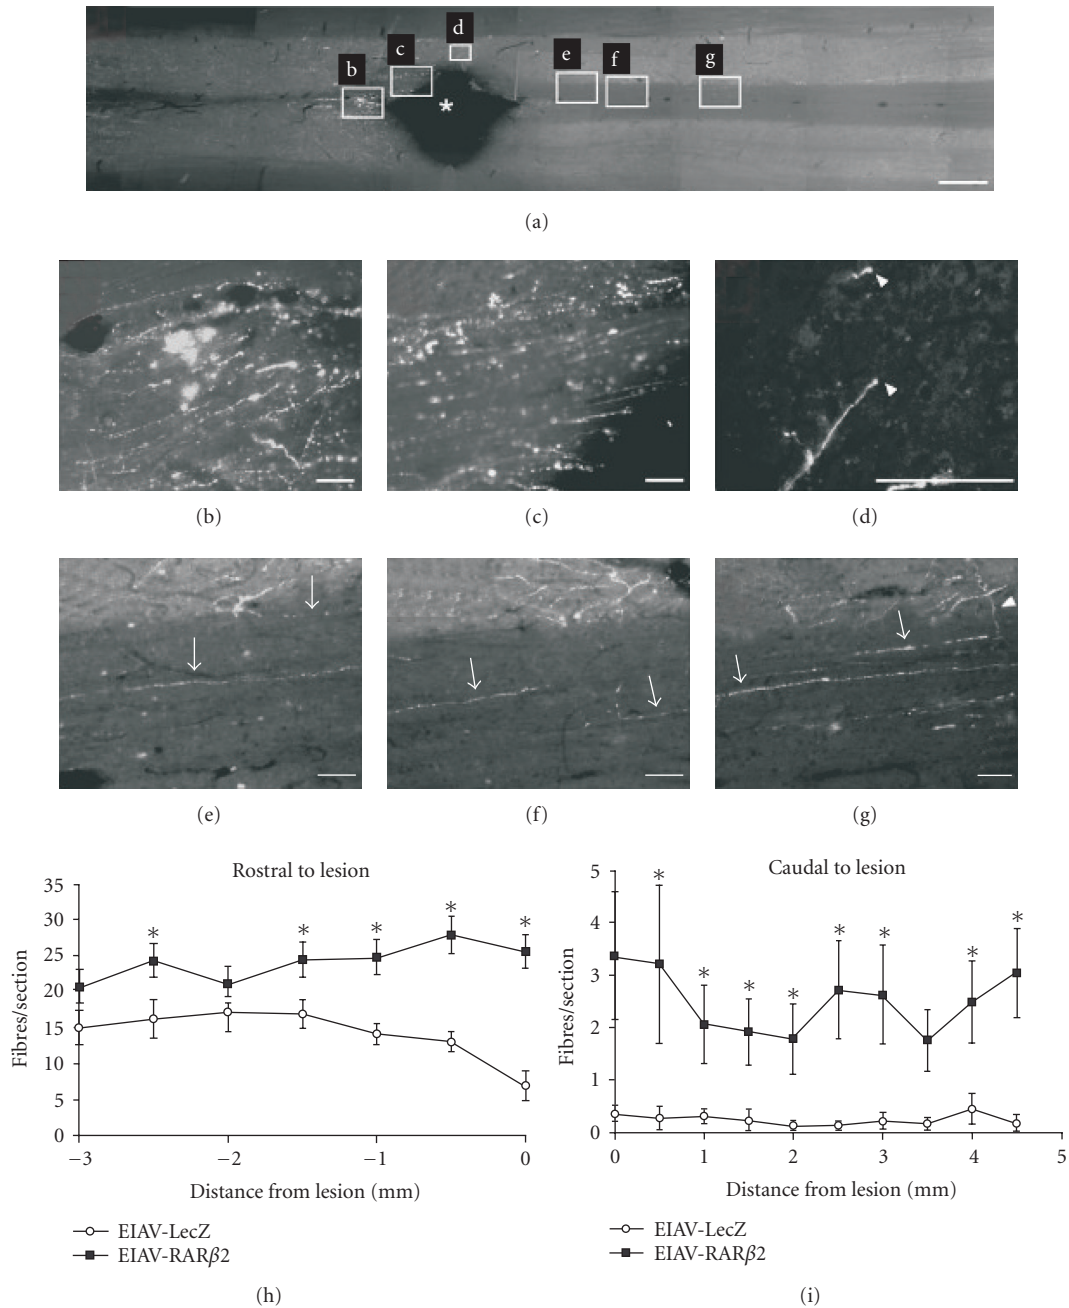 b
c
d
e
f
g
*
(a)
(b)
(c)
(d)
(e)
(f)
(g)
Rostral to lesion
Fibres/section
35
30
25
20
15
10
5
0
* * * * *
−3 −2 −1 0
Distance from lesion (mm)
EIAV-LecZ
EIAV-RARβ2
(h)
Caudal to lesion
Fibres/section
5
4
3
2
1
0
* * * * * * * *
0 1 2 3 4 5
Distance from lesion (mm)
EIAV-LecZ
EIAV-RARβ2
(i)